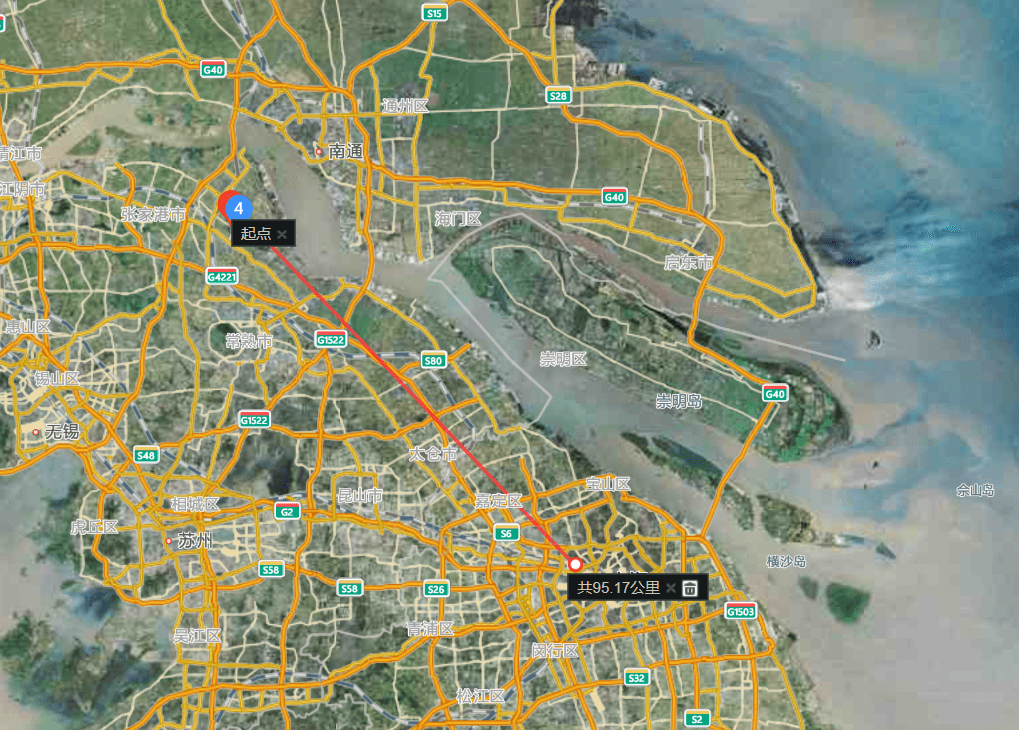 S15
G40
S28
通州区
南通
江阴市
G40
张家港市
4
海门区
起点
启东市
G4221
惠山区
常熟市
G1522
S80
崇明区
锡山区
G40
崇明岛
G1522
无锡
S48
太仓市
宝山区
佘山岛
昆山市
嘉定区
相城区
G2
虎丘区
S6
苏州
横沙岛
S58
共95.17公里
S58
S26
G1503
吴江区
青浦区
闵行区
S32
松江区
S2